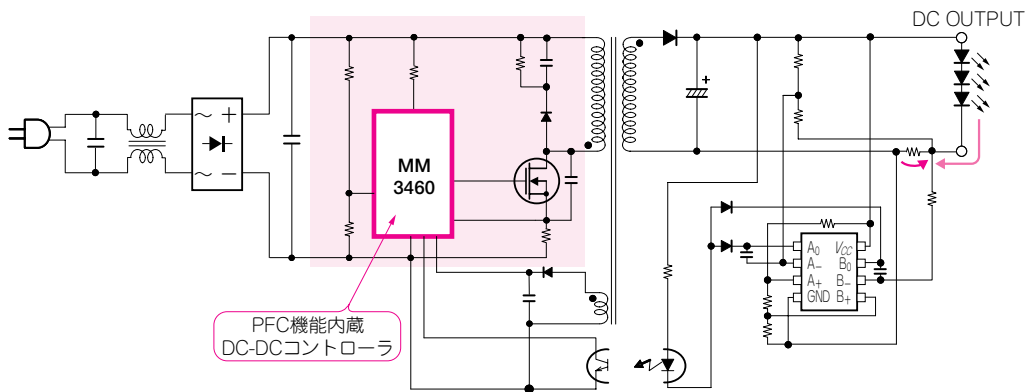 DC OUTPUT
+
～ +
～ −
MM
3460
PFC機能内蔵
DC-DCコントローラ
A0 VCC
A− B0
A+ B−
GND B+